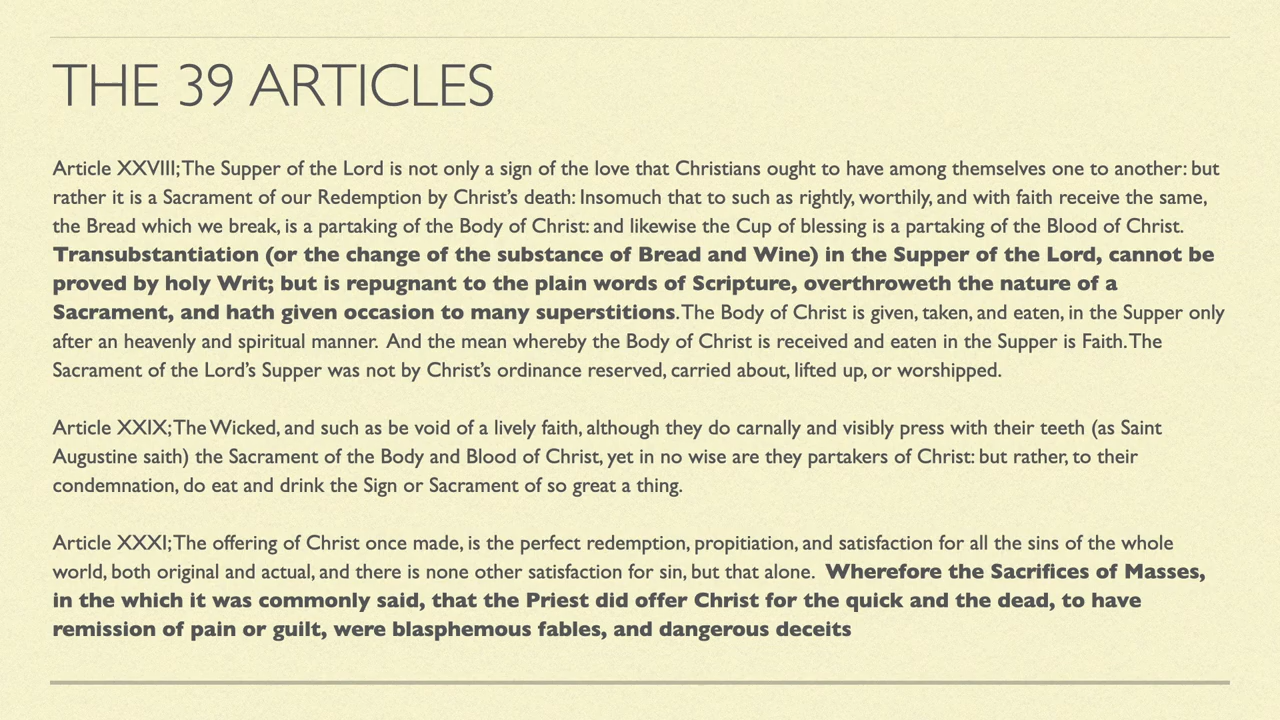 THE 39 ARTICLES
Article XXVIII; The Supper of the Lord is not only a sign of the love that Christians ought to have among themselves one to another: but
rather it is a Sacrament of our Redemption by Christ’s death: Insomuch that to such as rightly, worthily, and with faith receive the same,
the Bread which we break, is a partaking of the Body of Christ: and likewise the Cup of blessing is a partaking of the Blood of Christ.
Transubstantiation (or the change of the substance of Bread and Wine) in the Supper of the Lord, cannot be
proved by holy Writ; but is repugnant to the plain words of Scripture, overthroweth the nature of a
Sacrament, and hath given occasion to many superstitions. The Body of Christ is given, taken, and eaten, in the Supper only
after an heavenly and spiritual manner.  And the mean whereby the Body of Christ is received and eaten in the Supper is Faith. The
Sacrament of the Lord’s Supper was not by Christ’s ordinance reserved, carried about, lifted up, or worshipped.
Article XXIX; The Wicked, and such as be void of a lively faith, although they do carnally and visibly press with their teeth (as Saint
Augustine saith) the Sacrament of the Body and Blood of Christ, yet in no wise are they partakers of Christ: but rather, to their
condemnation, do eat and drink the Sign or Sacrament of so great a thing.
Article XXXI; The offering of Christ once made, is the perfect redemption, propitiation, and satisfaction for all the sins of the whole
world, both original and actual, and there is none other satisfaction for sin, but that alone.  Wherefore the Sacrifices of Masses,
in the which it was commonly said, that the Priest did offer Christ for the quick and the dead, to have
remission of pain or guilt, were blasphemous fables, and dangerous deceits